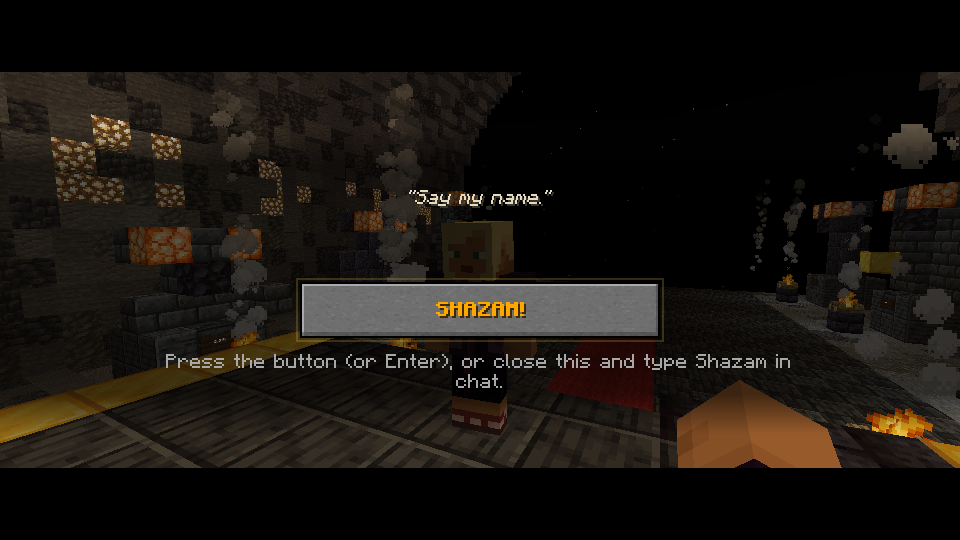 "Say my name."
SHAZAM!
Press the button (or Enter), or close this and type Shazam in
chat.